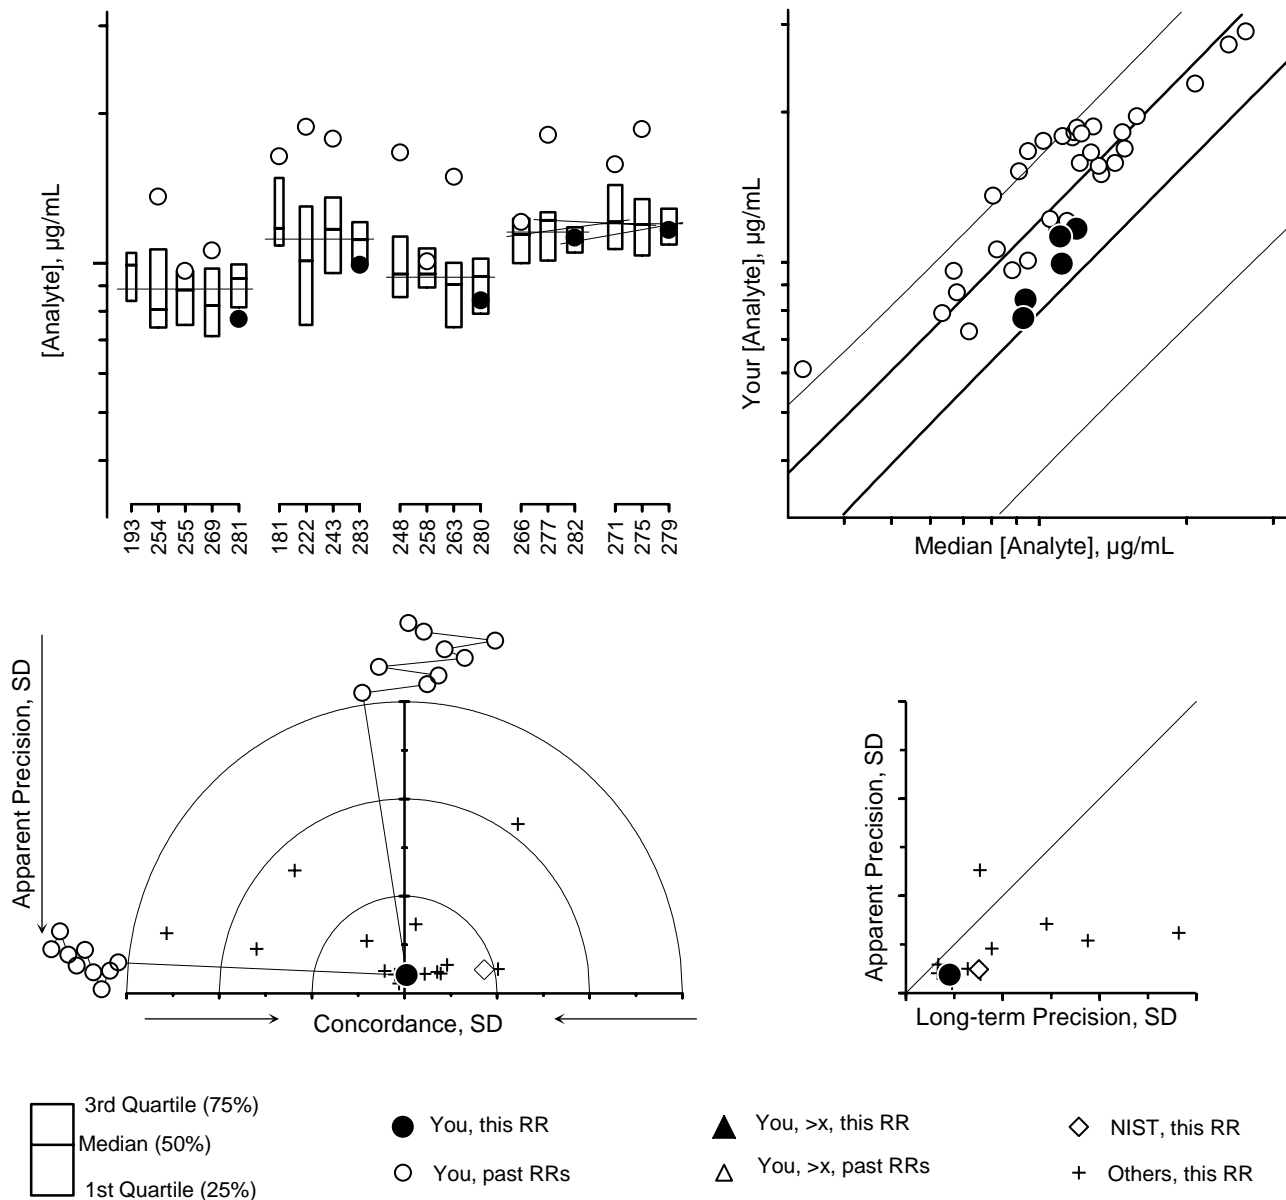 [Analyte], µg/mL
193 254 255 269 281 181 222 243 283 248 258 263 280 266 277 282 271 275 279
Your [Analyte], µg/mL
Median [Analyte], µg/mL
Apparent Precision, SD
Concordance, SD
Apparent Precision, SD
Long-term Precision, SD
3rd Quartile (75%)
Median (50%)
1st Quartile (25%)
You, this RR
You, past RRs
You, >x, this RR
You, >x, past RRs
NIST, this RR
Others, this RR